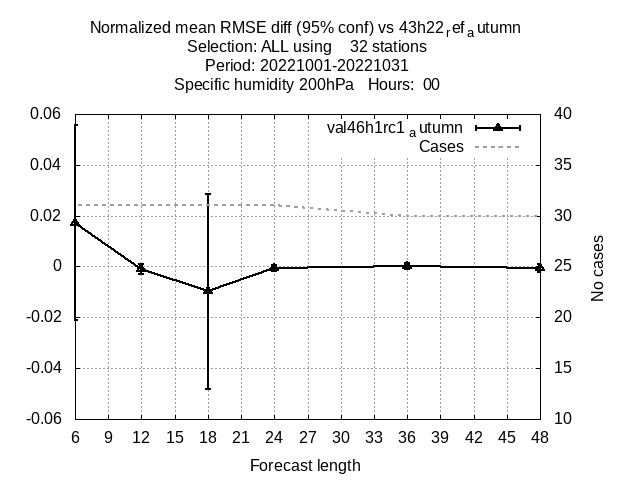 Normalized mean RMSE diff (95% conf) vs 43h22refautumn
Selection: ALL using 32 stations
Period: 20221001-20221031
Specific humidity 200hPa Hours: 00
val46h1rc1autumn
Cases
0.06
0.04
0.02
0
-0.02
-0.04
-0.06
40
35
30
25
20
15
10
No cases
6 9 12 15 18 21 24 27 30 33 36 39 42 45 48
Forecast length